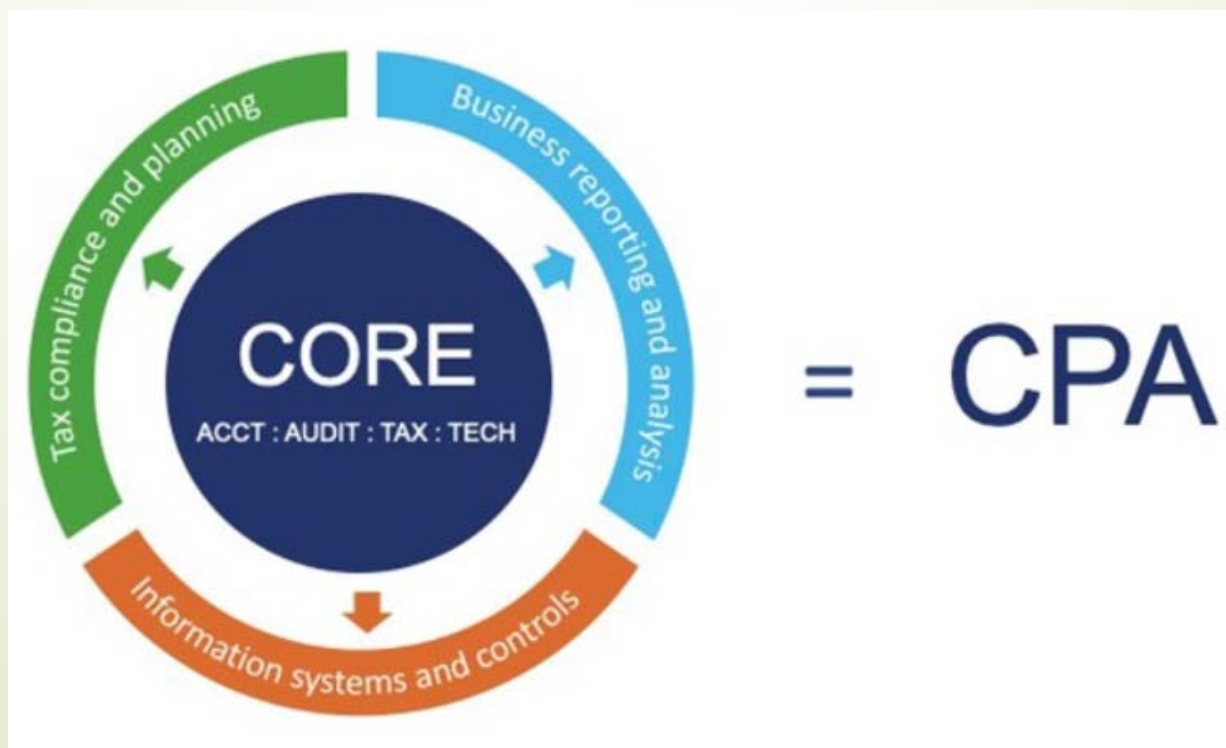 Tax compliance and planning
Business reporting and analysis
CORE
ACCT : AUDIT : TAX : TECH
Information systems and controls
= CPA